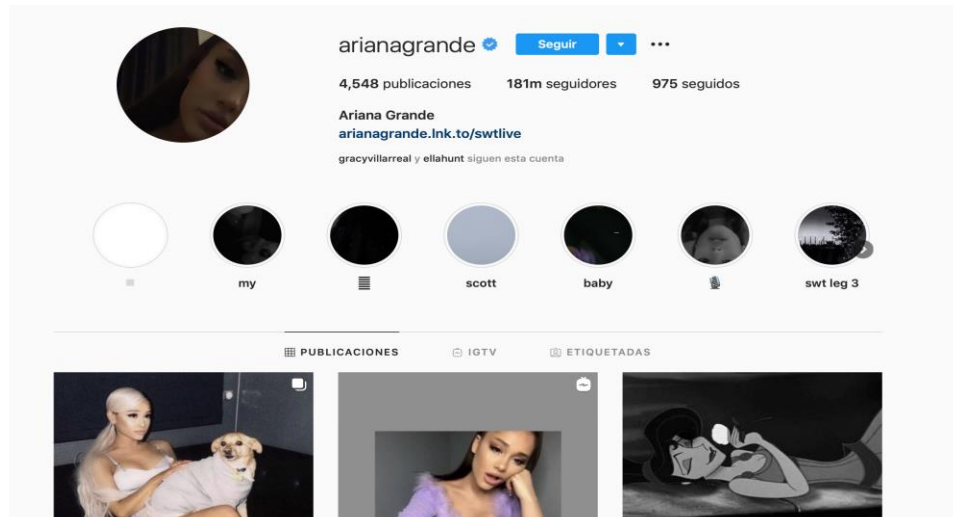 arianagrande Seguir
4,548 publicaciones 181m seguidores 975 seguidos
Ariana Grande
arianagrande.lnk.to/swtlive
gracyvillarreal y ellahunt siguen esta cuenta
my scott baby swt leg 3
PUBLICACIONES IGTV ETIQUETADAS